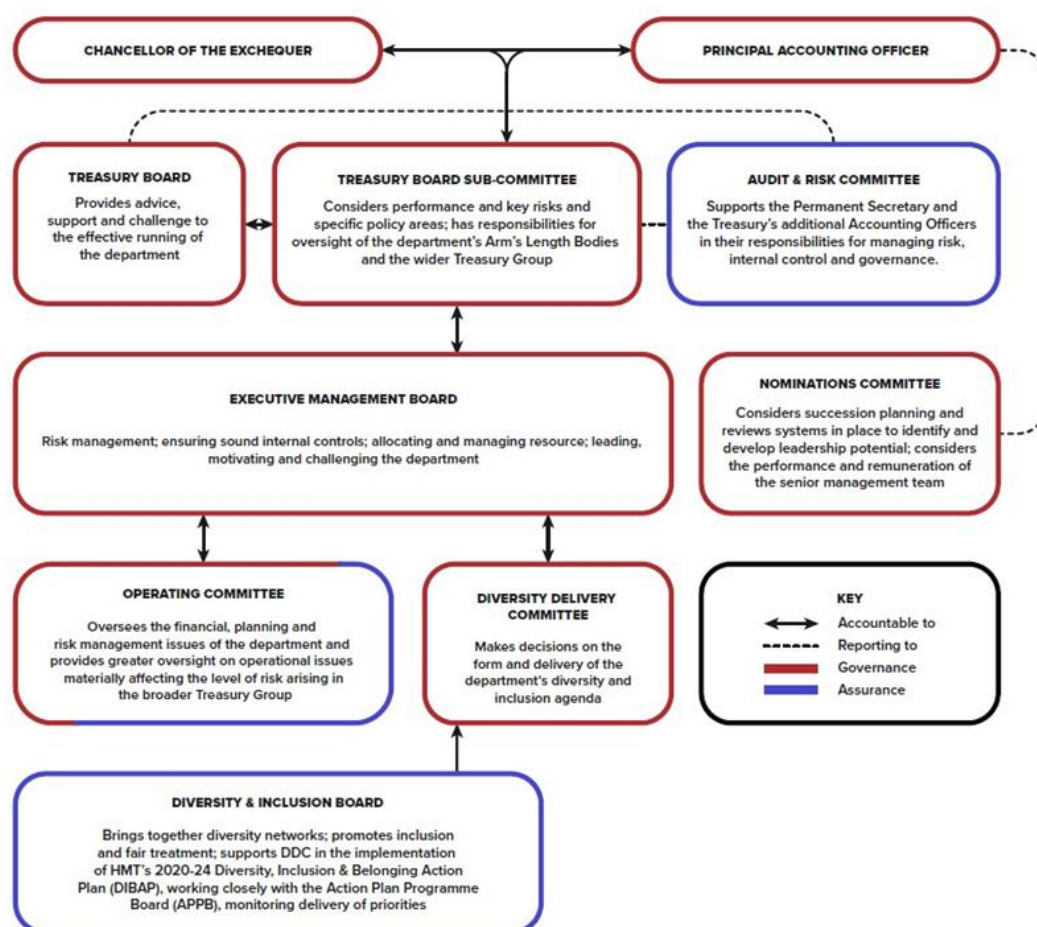 CHANCELLOR OF THE EXCHEQUER
PRINCIPAL ACCOUNTING OFFICER
TREASURY BOARD
Provides advice,
support and challenge to
the effective running of
the department
TREASURY BOARD SUB-COMMITTEE
Considers performance and key risks and
specific policy areas; has responsibilities for
oversight of the department's Arm's Length Bodies
and the wider Treasury Group
AUDIT & RISK COMMITTEE
Supports the Permanent Secretary and
the Treasury's additional Accounting Officers
in their responsibilities for managing risk,
internal control and governance.
EXECUTIVE MANAGEMENT BOARD
Risk management; ensuring sound internal controls; allocating and managing resource; leading,
motivating and challenging the department
NOMINATIONS COMMITTEE
Considers succession planning and
reviews systems in place to identify and
develop leadership potential; considers
the performance and remuneration of
the senior management team
OPERATING COMMITTEE
Oversees the financial, planning and
risk management issues of the department and
provides greater oversight on operational issues
materially affecting the level of risk arising in
the broader Treasury Group
DIVERSITY DELIVERY
COMMITTEE
Makes decisions on the
form and delivery of the
department's diversity and
inclusion agenda
KEY
Accountable to
Reporting to
Governance
Assurance
DIVERSITY & INCLUSION BOARD
Brings together diversity networks; promotes inclusion
and fair treatment; supports DDC in the implementation
of HMT's 2020-24 Diversity, Inclusion & Belonging Action
Plan (DIBAP), working closely with the Action Plan Programme
Board (APPB), monitoring delivery of priorities